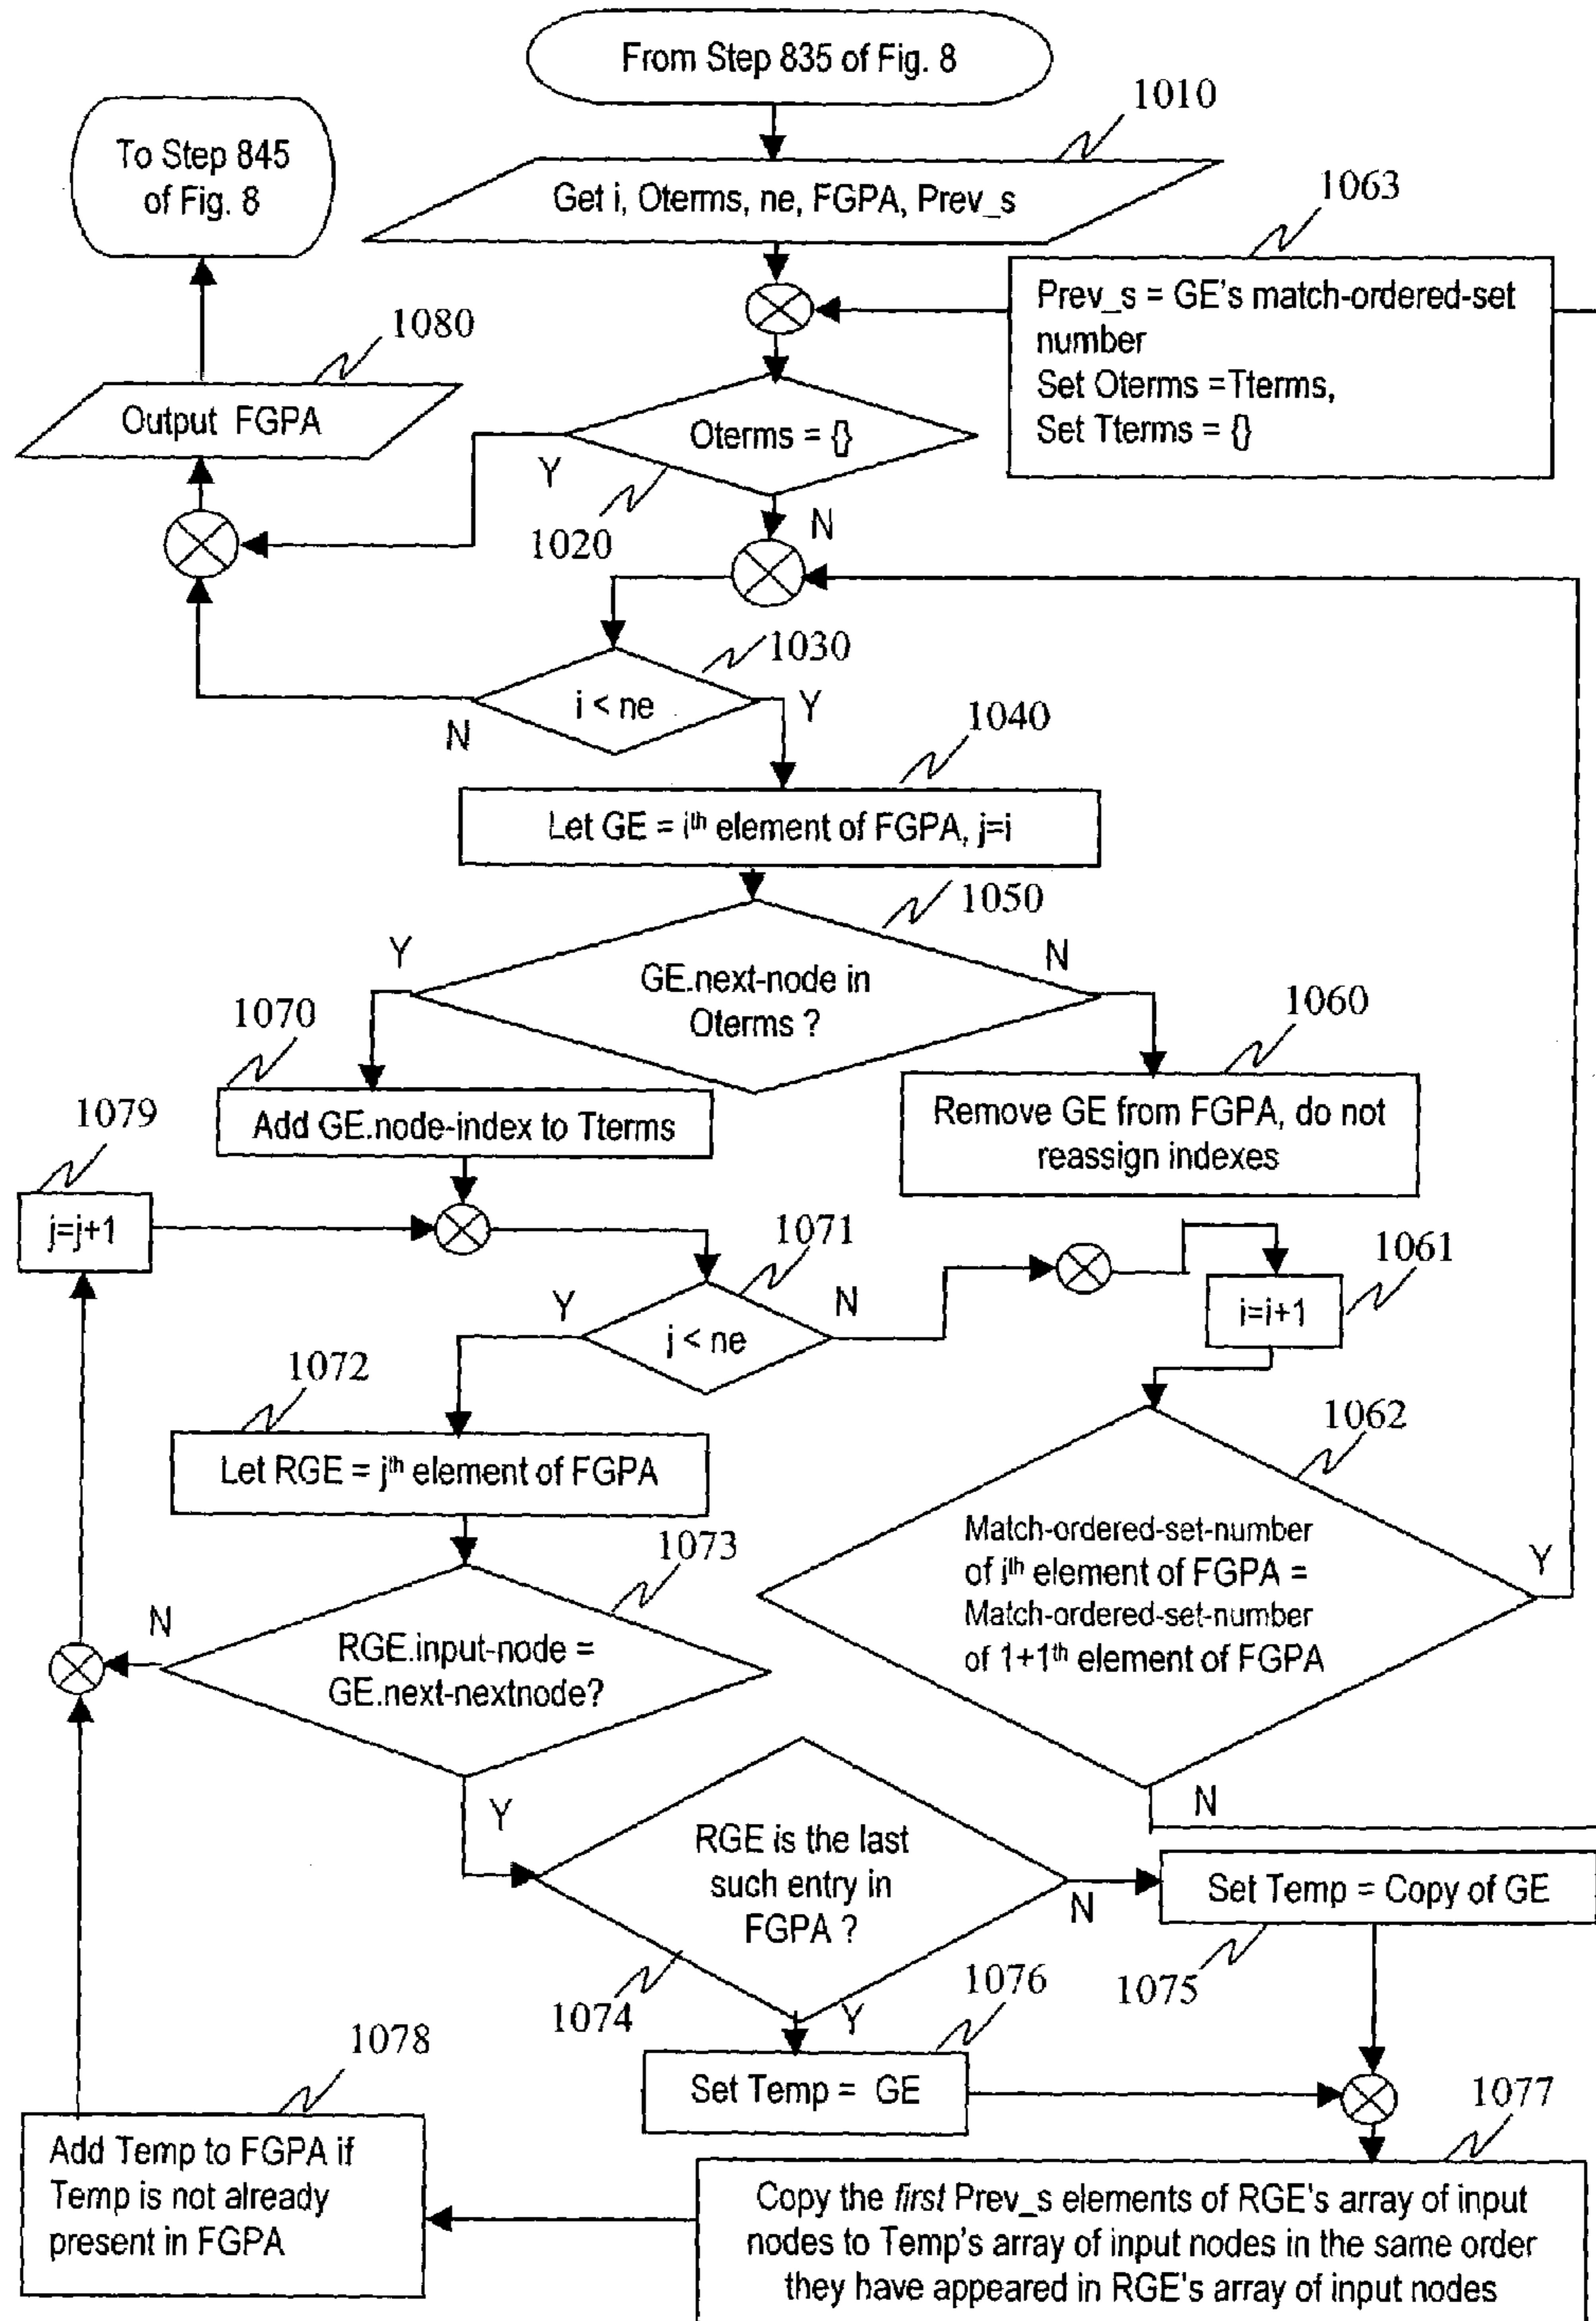 From Step 835 of Fig. 8
1010
To Step 845
of Fig. 8
Get i, Oterms, ne, FGPA, Prev_s
1063
Prev_s = GE's match-ordered-set
number
Set Oterms =Tterms,
Set Tterms = {}
1080
Output FGPA
Oterms = {}
Y
1020
N
1030
i < ne
N
Y
1040
Let GE = ith element of FGPA, j=i
1050
Y
GE.next-node in
Oterms ?
N
1070
1060
Add GE.node-index to Tterms
Remove GE from FGPA, do not
reassign indexes
1079
j=j+1
1071
j < ne
Y
N
1061
i=i+1
1072
Let RGE = jth element of FGPA
1062
Match-ordered-set-number
of ith element of FGPA =
Match-ordered-set-number
of 1+1th element of FGPA
Y
N
1073
RGE.input-node =
GE.next-nextnode?
N
Y
RGE is the last
such entry in
FGPA ?
N
1074
Y
Set Temp = Copy of GE
1075
1076
Set Temp = GE
1078
Add Temp to FGPA if
Temp is not already
present in FGPA
1077
Copy the first Prev_s elements of RGE's array of input
nodes to Temp's array of input nodes in the same order
they have appeared in RGE's array of input nodes